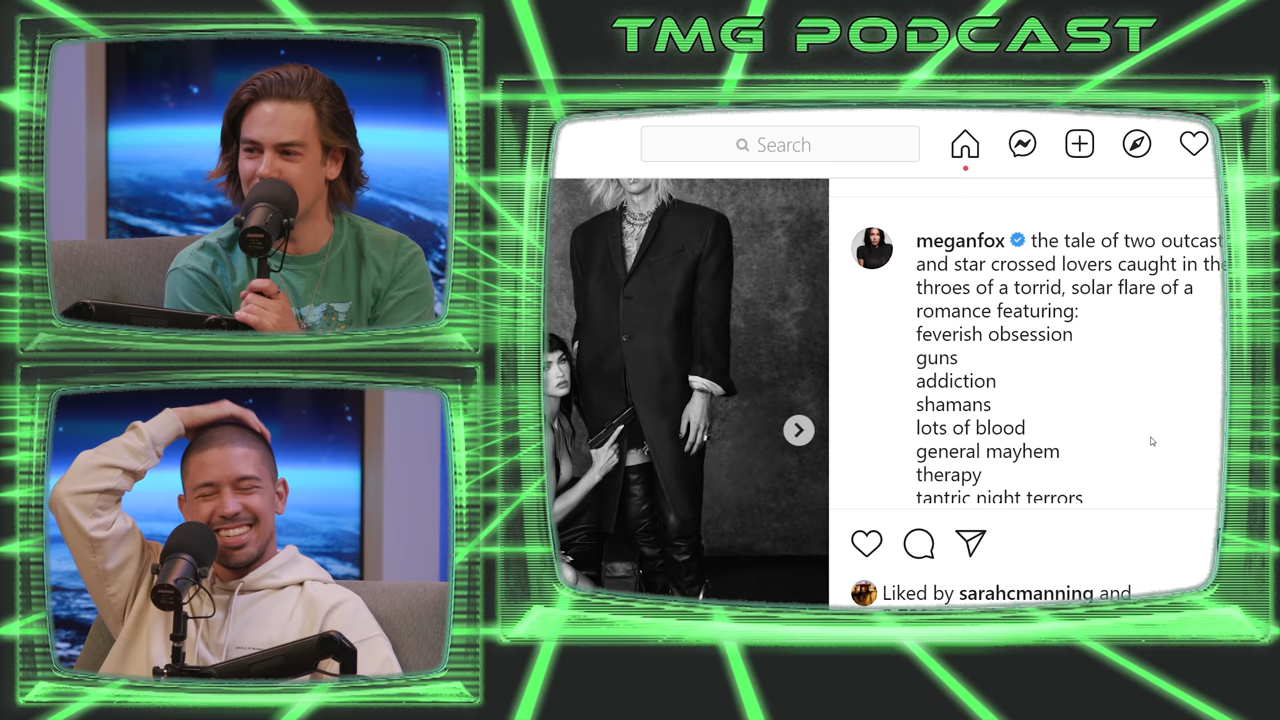 TMG PODCAST
Search
meganfox the tale of two outcast
and star crossed lovers caught in the
throes of a torrid, solar flare of a
romance featuring:
feverish obsession
guns
addiction
shamans
lots of blood
general mayhem
therapy
tantric night terrors
Liked by sarahcmanning and